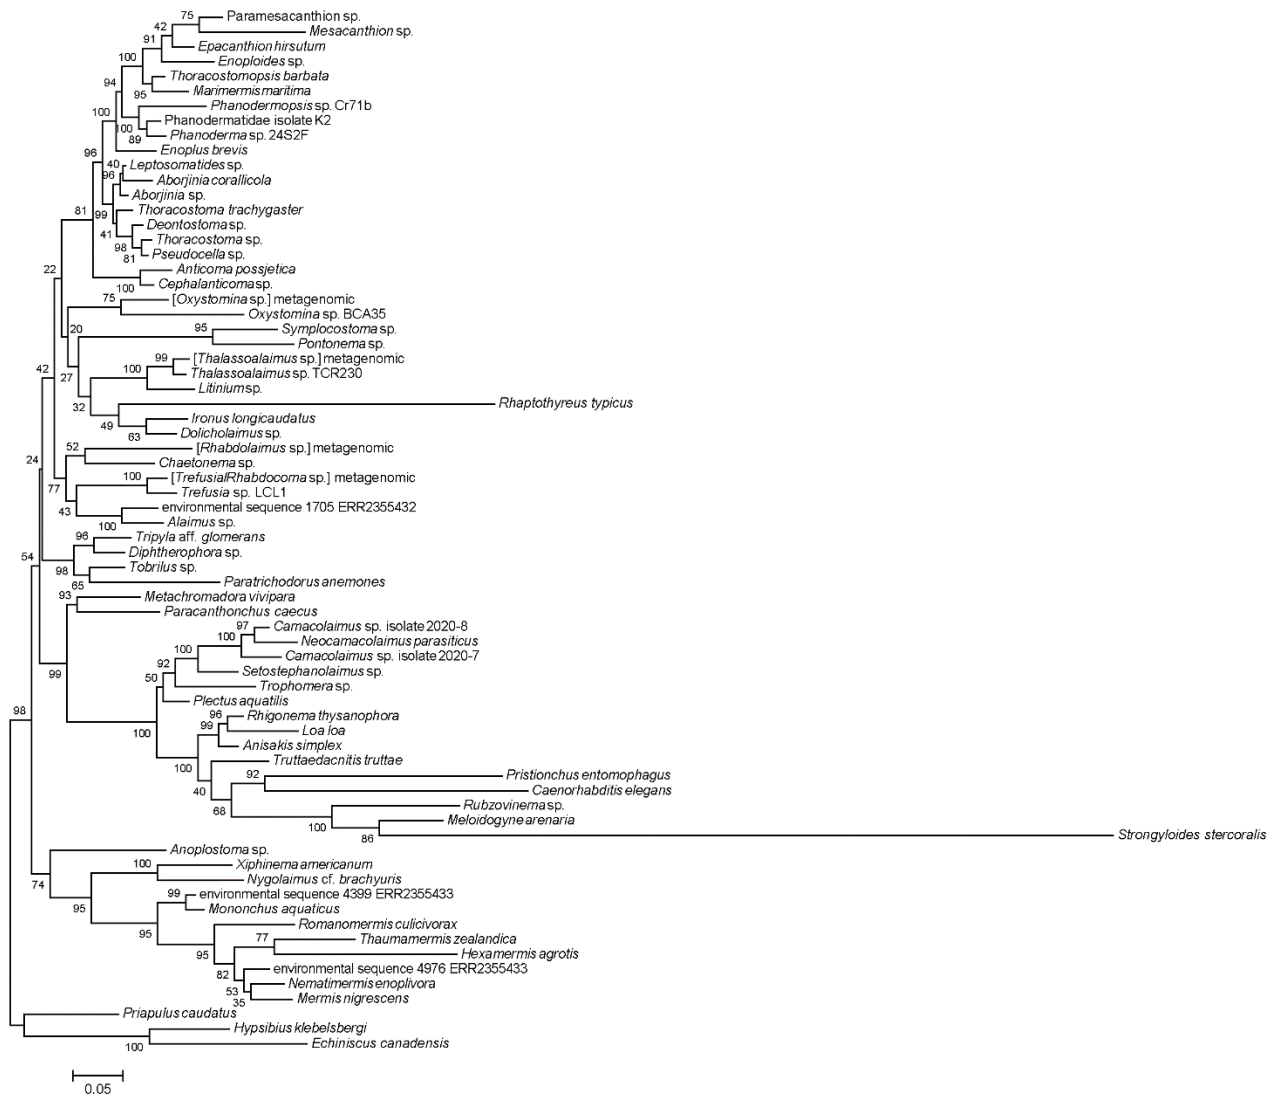 75 Paramesacanthion sp.
42 Mesacanthion sp.
91 Epacanthion hirsutum
100 Enoploides sp.
Thoracostomopsis barbata
94 95 Marimermis maritima
Phanodermopsis sp. Cr71b
100 Phanodermatidae isolate K2
100 89 Phanoderma sp. 24S2F
96 Enoplus brevis
40 Leptosomatides sp.
96 Aborjinia corallicola
Aborjinia sp.
81 99 Thoracostoma trachygaster
Deontostoma sp.
41 98 Thoracostoma sp.
81 Pseudocella sp.
22 Anticoma possjetica
100 Cephalanticoma sp.
75 [Oxystomina sp.] metagenomic
Oxystomina sp. BCA35
20 95 Symplocostoma sp.
Pontonema sp.
99 [Thalassoalaimus sp.] metagenomic
42 27 100 Thalassoalaimus sp. TCR230
Litinium sp.
32 Rhaptothyreus typicus
49 Ironus longicaudatus
63 Dolicholaimus sp.
52 [Rhabdolaimus sp.] metagenomic
24 Chaetonema sp.
77 100 [Trefusia/Rhabdocoma sp.] metagenomic
Trefusia sp. LCL1
43 environmental sequence 1705 ERR2355432
100 Alaimus sp.
96 Tripyla aff. glomerans
54 Diphtherophora sp.
98 Tobrilus sp.
65 Paratrichodorus anemones
93 Metachromadora vivipara
Paracanthonchus caecus
97 Camacolaimus sp. isolate 2020-8
100 Neocamacolaimus parasiticus
100 Camacolaimus sp. isolate 2020-7
99 92 Setostephanolaimus sp.
50 Trophomera sp.
Plectus aquatilis
98 96 Rhigonema thysanophora
100 99 Loa loa
Anisakis simplex
100 Truttaedacnitis truttae
92 Pristionchus entomophagus
40 Caenorhabditis elegans
68 Rubzovinema sp.
100 Meloidogyne arenaria
86 Strongyloides stercoralis
Anoplostoma sp.
100 Xiphinema americanum
74 Nygolaimus cf. brachyuris
99 environmental sequence 4399 ERR2355433
95 Mononchus aquaticus
Romanomermis culicivorax
95 77 Thaumamermis zealandica
95 Hexamermis agrotis
82 environmental sequence 4976 ERR2355433
53 Nematimermis enoplivora
35 Mermis nigrescens
Priapulus caudatus
Hypsibius klebelsbergi
100 Echiniscus canadensis
0.05